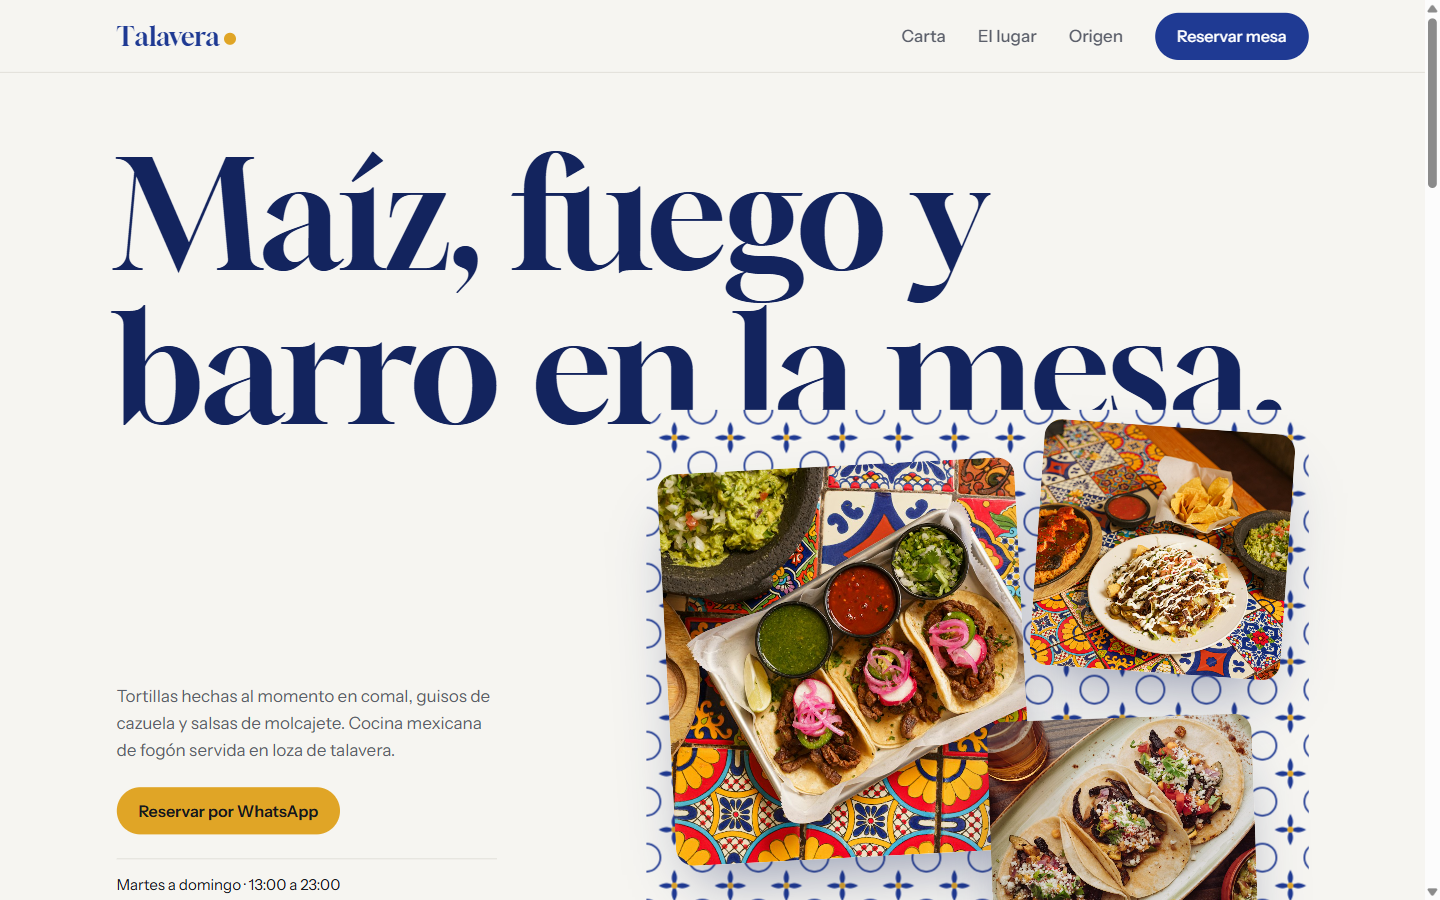 Talavera
Carta
El lugar
Origen
Reservar mesa
Maíz, fuego y
barro en la mesa.
Tortillas hechas al momento en comal, guisos de
cazuela y salsas de molcajete. Cocina mexicana
de fogón servida en loza de talavera.
Reservar por WhatsApp
Martes a domingo · 13:00 a 23:00